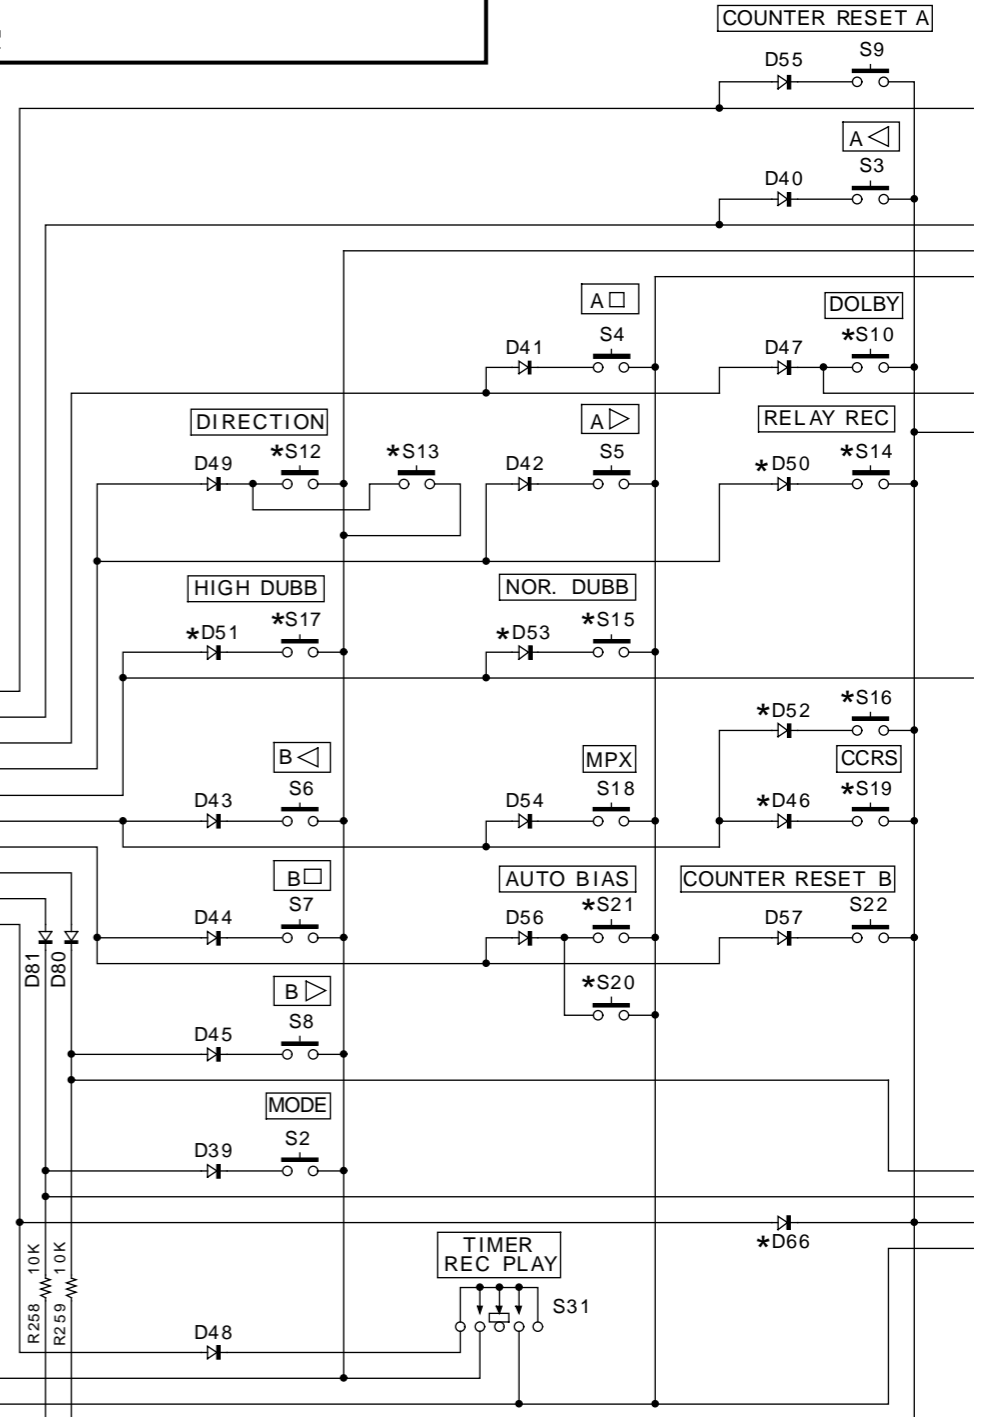 COUNTER RESET A
D55
S9
A
S3
D40
A
S4
D41
DOLBY
*S10
D47
DIRECTION
*S12
D49
*S13
A
S5
D42
RELAY REC
*S14
*D50
HIGH DUBB
*S17
*D51
NOR. DUBB
*S15
*D53
*S16
*D52
B
S6
D43
MPX
S18
D54
CCRS
*S19
*D46
B
S7
D44
AUTO BIAS
*S21
D56
*S20
COUNTER RESET B
S22
D57
D81
D80
B
S8
D45
MODE
S2
D39
*D66
R258 10K
R259 10K
TIMER
REC PLAY
S31
D48